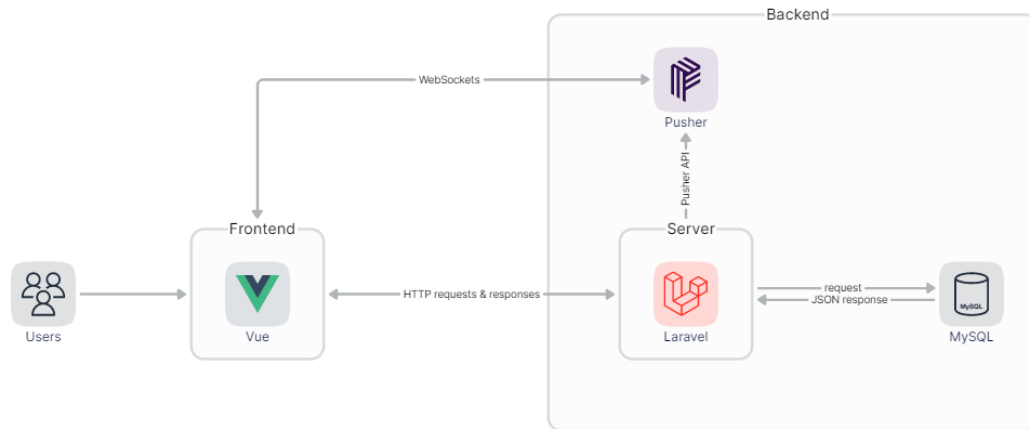 Backend
WebSockets
Pusher
Pusher API
Frontend
Server
Users
Vue
HTTP requests & responses
Laravel
request
JSON response
MySQL
MySQL